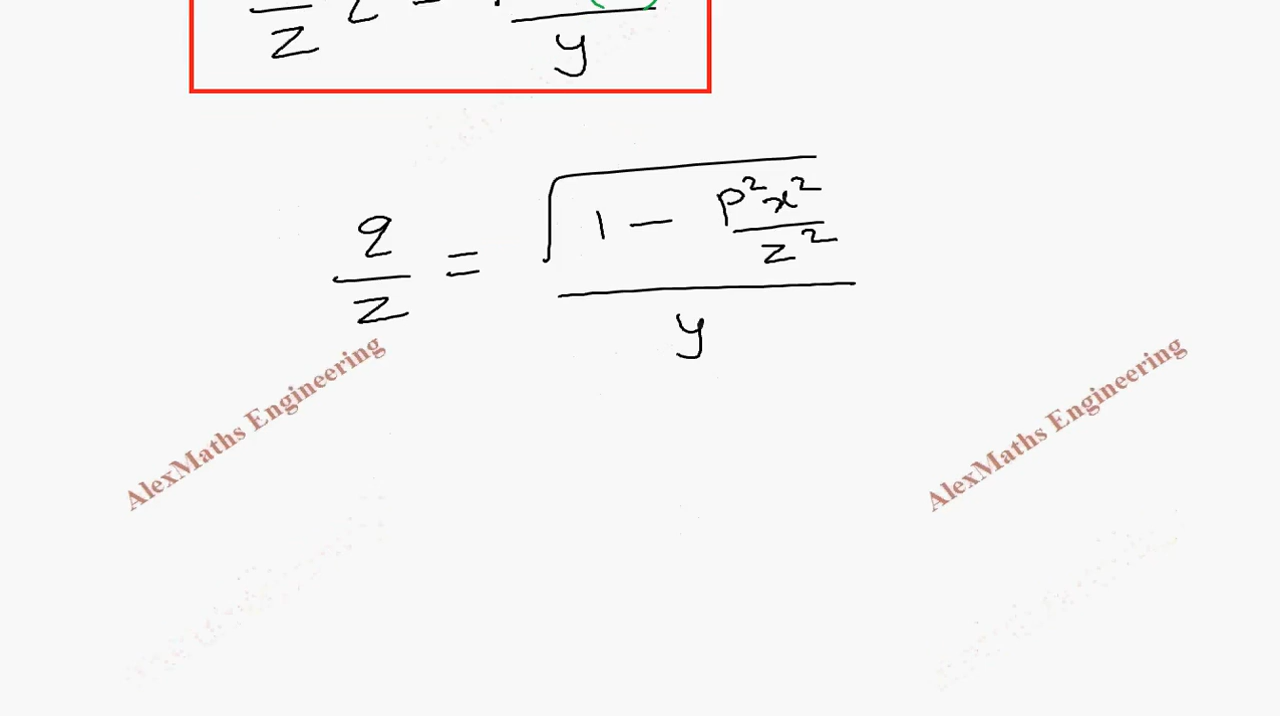 z y
q/z = √(1 − p²x²/z²) / y
AlexMaths Engineering AlexMaths Engineering